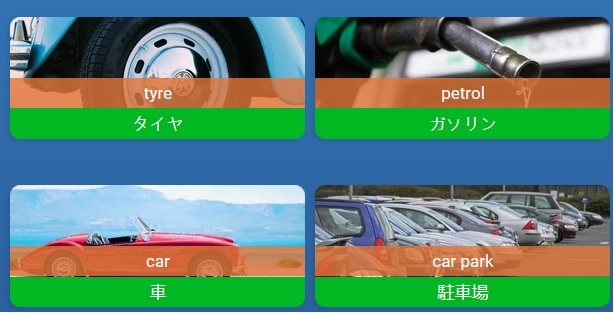 tyre
タイヤ
petrol
ガソリン
car
車
car park
駐車場